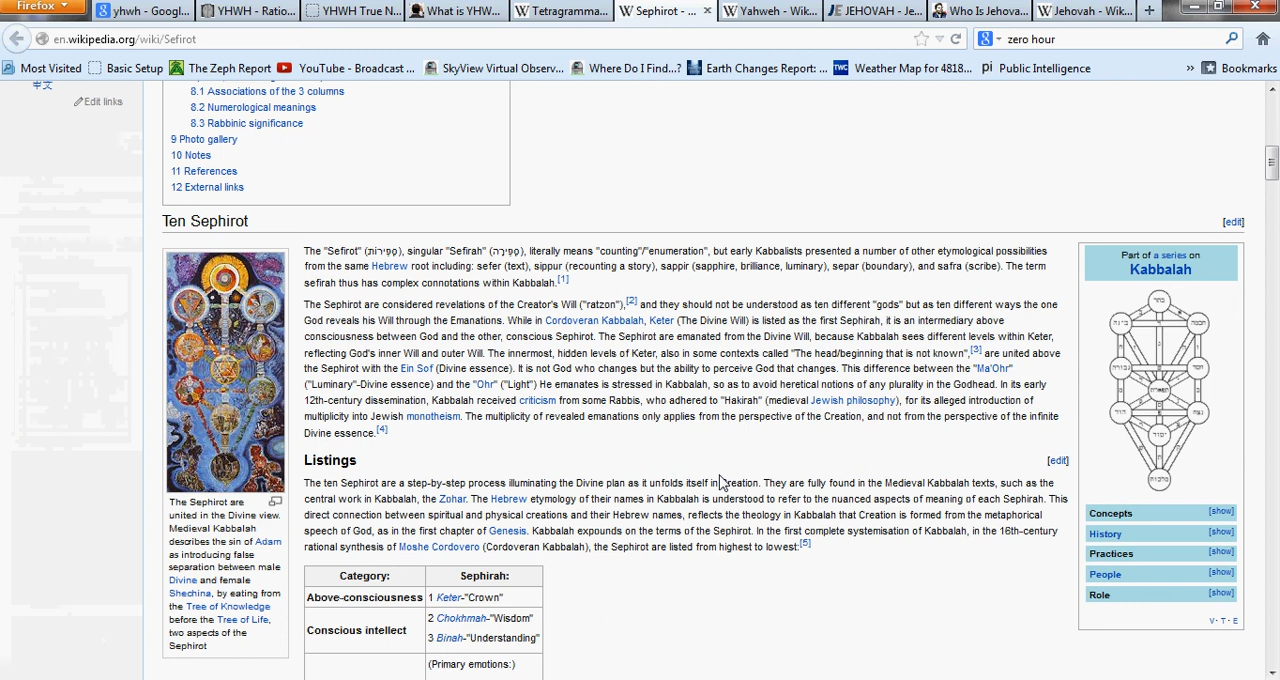 Firefox
yhwh - Googl...
YHWH - Ratio...
YHWH True N...
What is YHW...
Tetragramma...
Sephirot - ...
Yahweh - Wik...
JEHOVAH - Je...
Who Is Jehova...
Jehovah - Wik...
en.wikipedia.org/wiki/Sefirot
zero hour
Most Visited
Basic Setup
The Zeph Report
YouTube - Broadcast ...
SkyView Virtual Observ...
Where Do I Find...?
Earth Changes Report: ...
Weather Map for 4818...
Public Intelligence
Bookmarks
中文
Edit links
8.1 Associations of the 3 columns
8.2 Numerological meanings
8.3 Rabbinic significance
9 Photo gallery
10 Notes
11 References
12 External links
Ten Sephirot
[edit]
The "Sefirot" (סְפִירוֹת), singular "Sefirah" (סְפִירָה), literally means "counting"/"enumeration", but early Kabbalists presented a number of other etymological possibilities
from the same Hebrew root including: sefer (text), sippur (recounting a story), sappir (sapphire, brilliance, luminary), separ (boundary), and safra (scribe). The term
sefirah thus has complex connotations within Kabbalah.[1]
The Sephirot are considered revelations of the Creator's Will ("ratzon"),[2] and they should not be understood as ten different "gods" but as ten different ways the one
God reveals his Will through the Emanations. While in Cordoveran Kabbalah, Keter (The Divine Will) is listed as the first Sephirah, it is an intermediary above
consciousness between God and the other, conscious Sephirot. The Sephirot are emanated from the Divine Will, because Kabbalah sees different levels within Keter,
reflecting God's inner Will and outer Will. The innermost, hidden levels of Keter, also in some contexts called "The head/beginning that is not known",[3] are united above
the Sephirot with the Ein Sof (Divine essence). It is not God who changes but the ability to perceive God that changes. This difference between the "Ma'Ohr"
("Luminary"-Divine essence) and the "Ohr" ("Light") He emanates is stressed in Kabbalah, so as to avoid heretical notions of any plurality in the Godhead. In its early
12th-century dissemination, Kabbalah received criticism from some Rabbis, who adhered to "Hakirah" (medieval Jewish philosophy), for its alleged introduction of
multiplicity into Jewish monotheism. The multiplicity of revealed emanations only applies from the perspective of the Creation, and not from the perspective of the infinite
Divine essence.[4]
Listings
[edit]
The ten Sephirot are a step-by-step process illuminating the Divine plan as it unfolds itself in Creation. They are fully found in the Medieval Kabbalah texts, such as the
central work in Kabbalah, the Zohar. The Hebrew etymology of their names in Kabbalah is understood to refer to the nuanced aspects of meaning of each Sephirah. This
direct connection between spiritual and physical creations and their Hebrew names, reflects the theology in Kabbalah that Creation is formed from the metaphorical
speech of God, as in the first chapter of Genesis. Kabbalah expounds on the terms of the Sephirot. In the first complete systemisation of Kabbalah, in the 16th-century
rational synthesis of Moshe Cordovero (Cordoveran Kabbalah), the Sephirot are listed from highest to lowest:[5]
Category:
Sephirah:
Above-consciousness
1 Keter-"Crown"
Conscious intellect
2 Chokhmah-"Wisdom"
3 Binah-"Understanding"
(Primary emotions:)
The Sephirot are
united in the Divine view.
Medieval Kabbalah
describes the sin of Adam
as introducing false
separation between male
Divine and female
Shechina, by eating from
the Tree of Knowledge
before the Tree of Life,
two aspects of the
Sephirot
Part of a series on
Kabbalah
כתר
בינה
חכמה
גבורה
חסד
תפארת
הוד
נצח
יסוד
מלכות
Concepts
[show]
History
[show]
Practices
[show]
People
[show]
Role
[show]
V · T · E